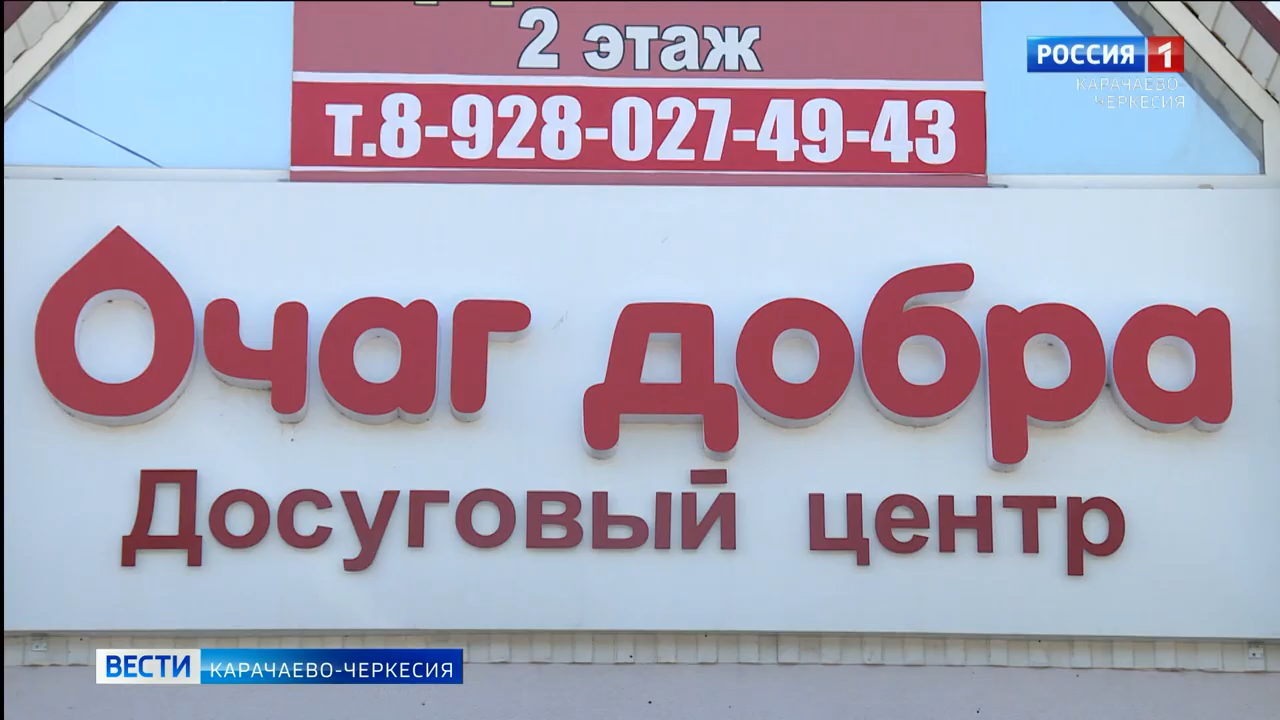 2 этаж
т.8-928-027-49-43
РОССИЯ 1
КАРАЧАЕВО-
ЧЕРКЕСИЯ
Очаг добра
Досуговый центр
ВЕСТИ КАРАЧАЕВО-ЧЕРКЕСИЯ